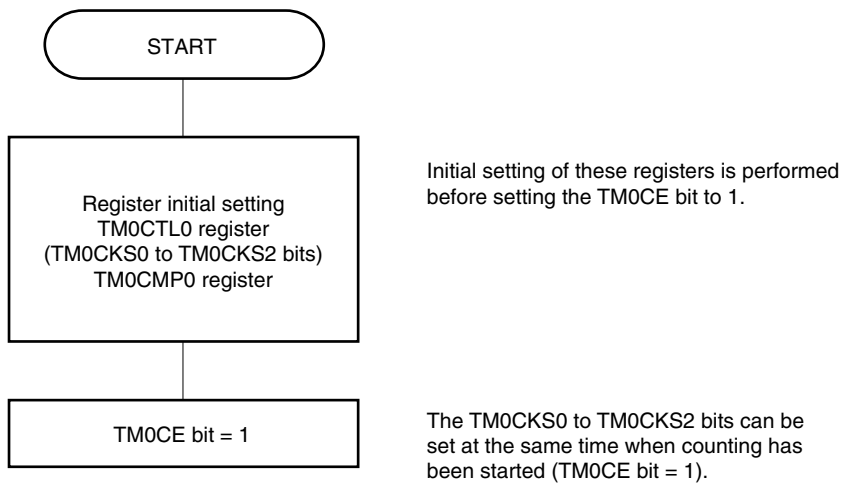 START
Register initial setting
TM0CTL0 register
(TM0CKS0 to TM0CKS2 bits)
TM0CMP0 register
Initial setting of these registers is performed
before setting the TM0CE bit to 1.
TM0CE bit = 1
The TM0CKS0 to TM0CKS2 bits can be
set at the same time when counting has
been started (TM0CE bit = 1).